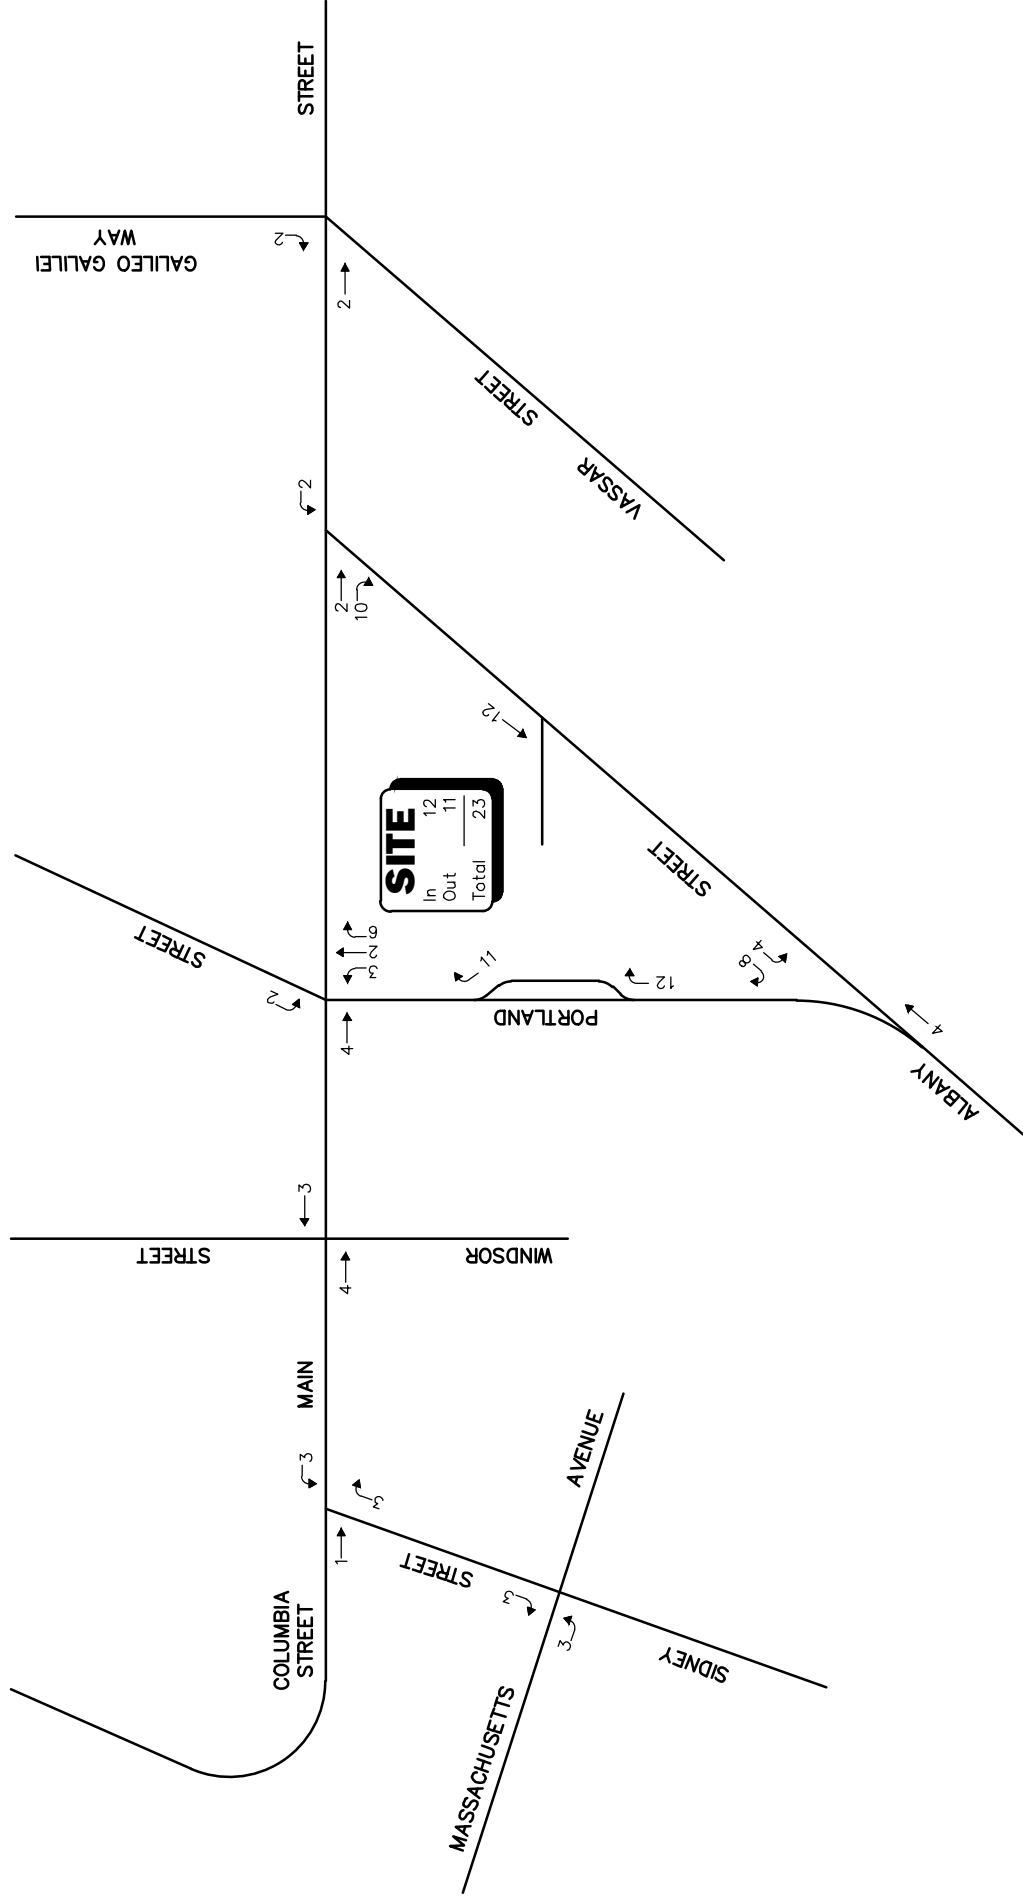 STREET
GALILEO GALILEI
WAY
2
2
STREET
VASSAR
2
2
10
12
SITE
In 12
Out 11
Total 23
STREET
STREET
6
2
3
2
4
11
12
PORTLAND
8
4
4
ALBANY
3
STREET
WINDSOR
4
MAIN
3
3
1
COLUMBIA
STREET
STREET
3
3
AVENUE
MASSACHUSETTS
SIDNEY